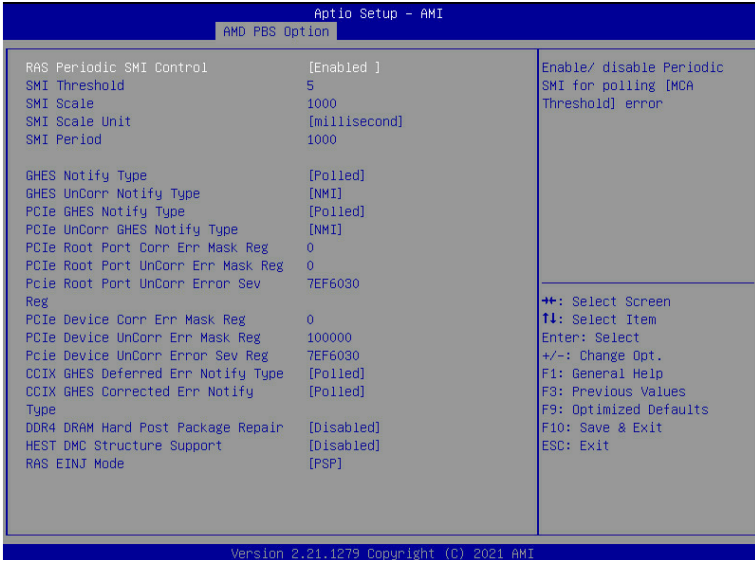 Aptio Setup - AMI
AMD PBS Option
RAS Periodic SMI Control [Enabled ]
SMI Threshold 5
SMI Scale 1000
SMI Scale Unit [millisecond]
SMI Period 1000
GHES Notify Type [Polled]
GHES UnCorr Notify Type [NMI]
PCIe GHES Notify Type [Polled]
PCIe UnCorr GHES Notify Type [NMI]
PCIe Root Port Corr Err Mask Reg 0
PCIe Root Port UnCorr Err Mask Reg 0
Pcie Root Port UnCorr Error Sev 7EF6030
Reg
PCIe Device Corr Err Mask Reg 0
PCIe Device UnCorr Err Mask Reg 100000
Pcie Device UnCorr Error Sev Reg 7EF6030
CCIX GHES Deferred Err Notify Type [Polled]
CCIX GHES Corrected Err Notify [Polled]
Type
DDR4 DRAM Hard Post Package Repair [Disabled]
HEST DMC Structure Support [Disabled]
RAS EINJ Mode [PSP]
Enable/ disable Periodic
SMI for polling [MCA
Threshold] error
→←: Select Screen
↑↓: Select Item
Enter: Select
+/-: Change Opt.
F1: General Help
F3: Previous Values
F9: Optimized Defaults
F10: Save & Exit
ESC: Exit
Version 2.21.1279 Copyright (C) 2021 AMI